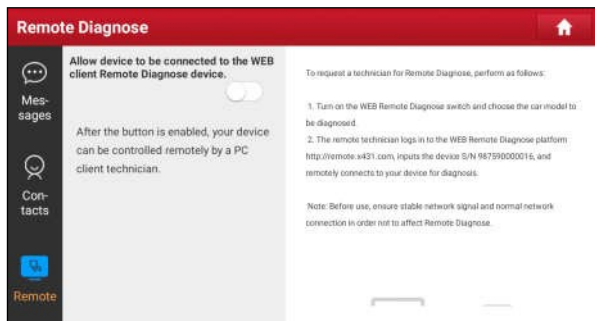 Remote Diagnose
Mes-
sages
Con-
tacts
Remote
Allow device to be connected to the WEB
client Remote Diagnose device.
After the button is enabled, your device
can be controlled remotely by a PC
client technician.
To request a technician for Remote Diagnose, perform as follows:
1. Turn on the WEB Remote Diagnose switch and choose the car model to
be diagnosed.
2. The remote technician logs in to the WEB Remote Diagnose platform
http://remote.x431.com, inputs the device S/N 987590000016, and
remotely connects to your device for diagnosis.
Note: Before use, ensure stable network signal and normal network
connection in order not to affect Remote Diagnose.